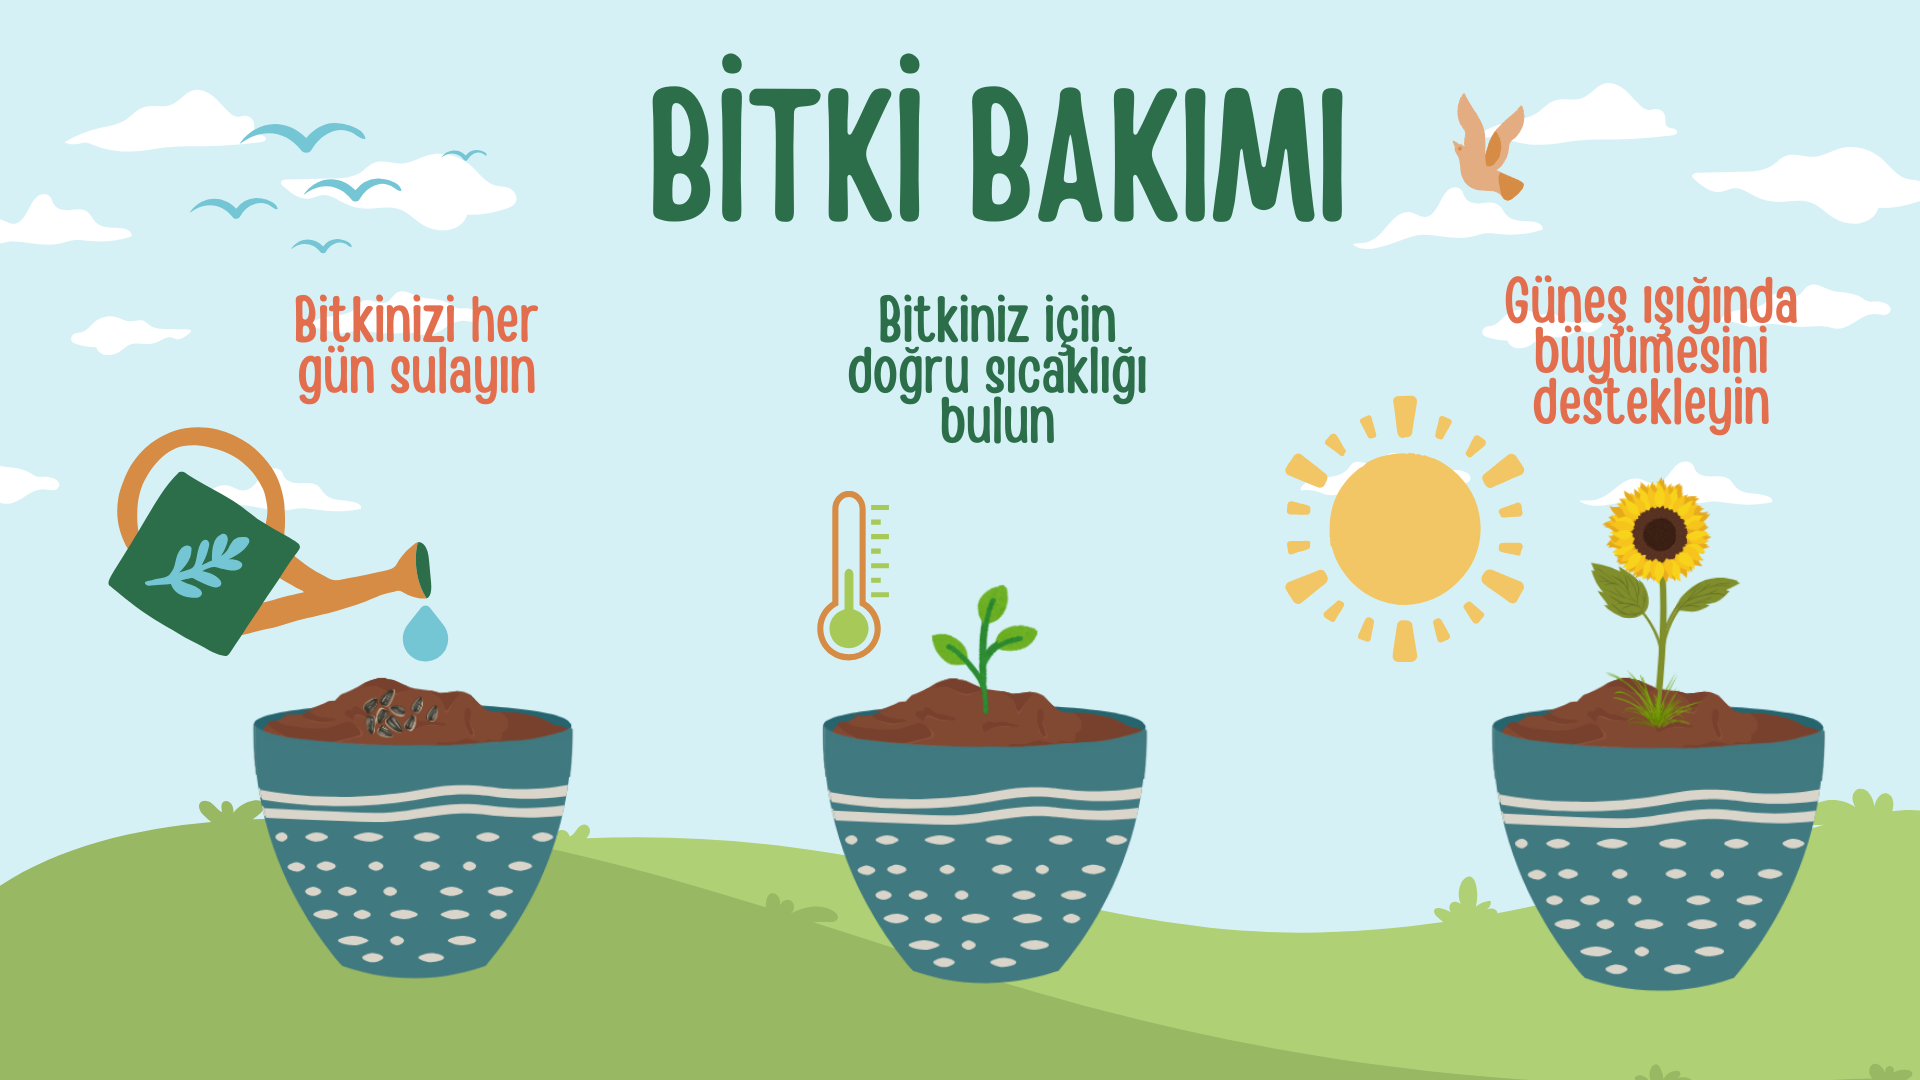 BİTKİ BAKIMI
Bitkinizi her
gün sulayın
Bitkiniz için
doğru sıcaklığı
bulun
Güneş ışığında
büyümesini
destekleyin